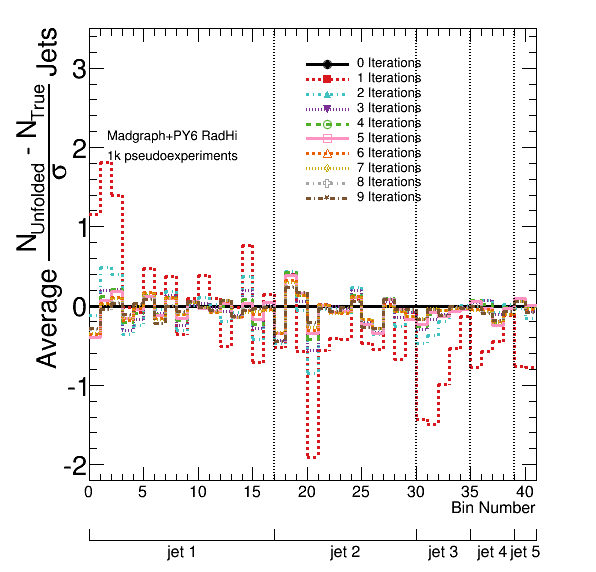 Average (N_Unfolded - N_True) / σ Jets
3
2
1
0
-1
-2
0 Iterations
1 Iterations
2 Iterations
3 Iterations
4 Iterations
5 Iterations
6 Iterations
7 Iterations
8 Iterations
9 Iterations
Madgraph+PY6 RadHi
1k pseudoexperiments
0 5 10 15 20 25 30 35 40
Bin Number
jet 1 jet 2 jet 3 jet 4 jet 5